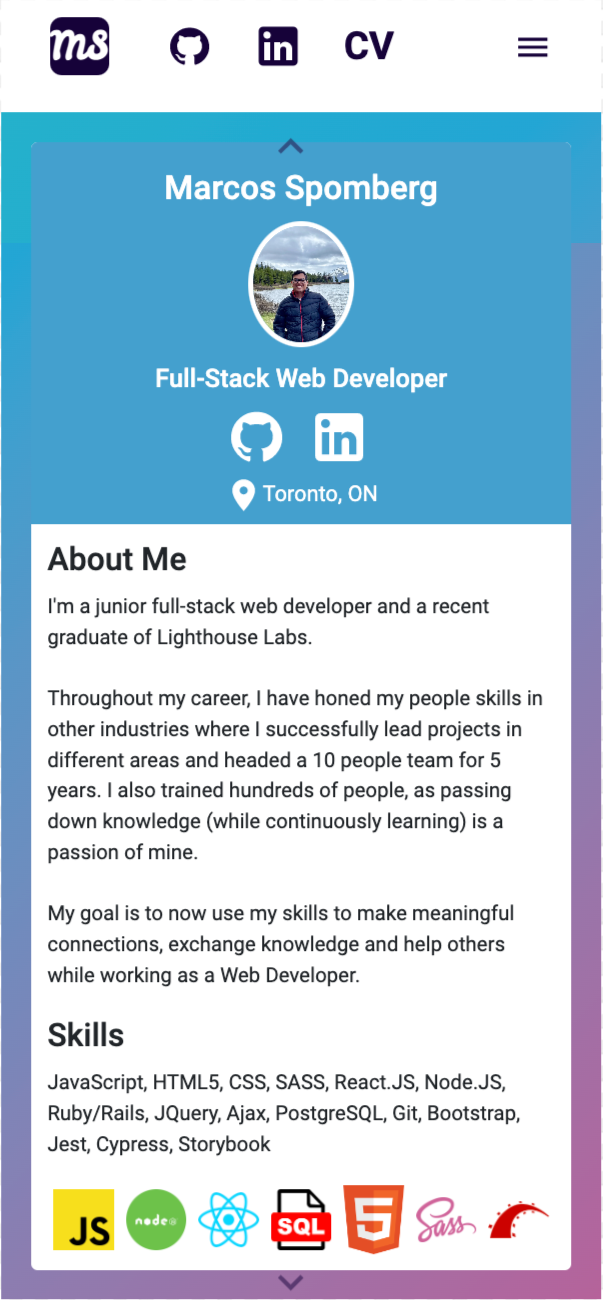 ms
CV
Marcos Spomberg
Full-Stack Web Developer
in
Toronto, ON
About Me
I'm a junior full-stack web developer and a recent
graduate of Lighthouse Labs.
Throughout my career, I have honed my people skills in
other industries where I successfully lead projects in
different areas and headed a 10 people team for 5
years. I also trained hundreds of people, as passing
down knowledge (while continuously learning) is a
passion of mine.
My goal is to now use my skills to make meaningful
connections, exchange knowledge and help others
while working as a Web Developer.
Skills
JavaScript, HTML5, CSS, SASS, React.JS, Node.JS,
Ruby/Rails, JQuery, Ajax, PostgreSQL, Git, Bootstrap,
Jest, Cypress, Storybook
JS node SQL 5 Sass